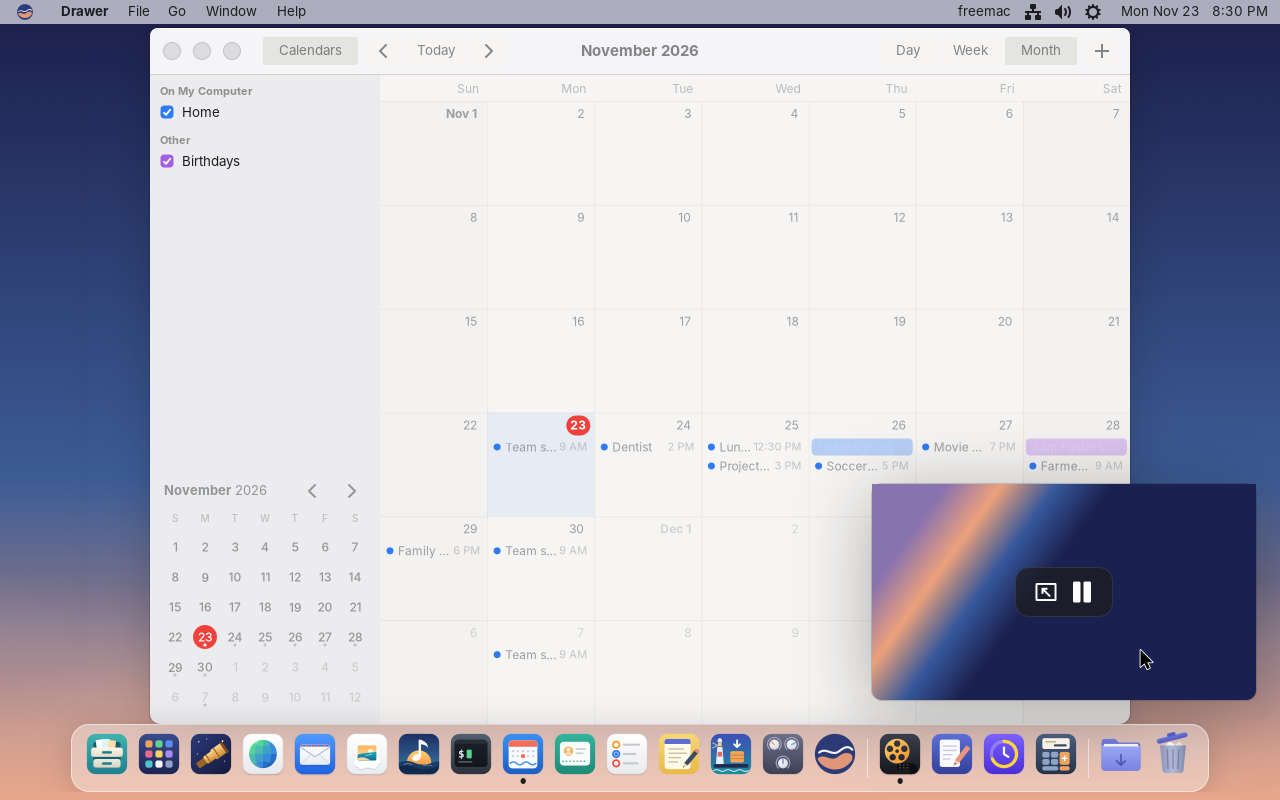 Drawer File Go Window Help freemac Mon Nov 23 8:30 PM
Calendars Today November 2026 Day Week Month
On My Computer
Home
Other
Birthdays
Sun Mon Tue Wed Thu Fri Sat
Nov 1 2 3 4 5 6 7
8 9 10 11 12 13 14
15 16 17 18 19 20 21
22 23 24 25 26 27 28
Team s... 9 AM Dentist 2 PM Lun... 12:30 PM Movie ... 7 PM
Project... 3 PM Soccer... 5 PM Farme... 9 AM
29 30 Dec 1 2
Family ... 6 PM Team s... 9 AM
6 7 8 9
Team s... 9 AM
November 2026
S M T W T F S
1 2 3 4 5 6 7
8 9 10 11 12 13 14
15 16 17 18 19 20 21
22 23 24 25 26 27 28
29 30 1 2 3 4 5
6 7 8 9 10 11 12
$